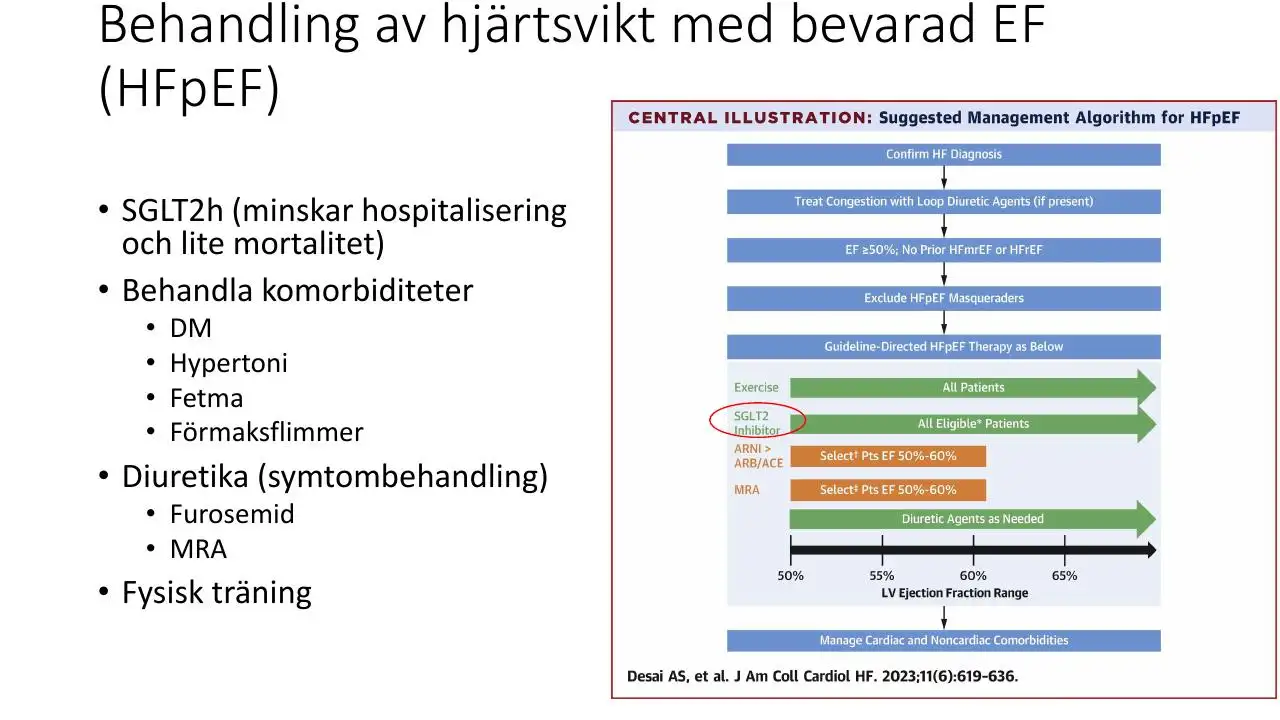 Behandling av hjärtsvikt med bevarad EF
(HFpEF)
• SGLT2h (minskar hospitalisering
och lite mortalitet)
• Behandla komorbiditeter
• DM
• Hypertoni
• Fetma
• Förmaksflimmer
• Diuretika (symtombehandling)
• Furosemid
• MRA
• Fysisk träning
CENTRAL ILLUSTRATION: Suggested Management Algorithm for HFpEF
Confirm HF Diagnosis
Treat Congestion with Loop Diuretic Agents (if present)
EF ≥50%; No Prior HFmrEF or HFrEF
Exclude HFpEF Masqueraders
Guideline-Directed HFpEF Therapy as Below
Exercise
All Patients
SGLT2
Inhibitor
All Eligible* Patients
ARNI >
ARB/ACE
Select† Pts EF 50%-60%
MRA
Select‡ Pts EF 50%-60%
Diuretic Agents as Needed
50% 55% 60% 65%
LV Ejection Fraction Range
Manage Cardiac and Noncardiac Comorbidities
Desai AS, et al. J Am Coll Cardiol HF. 2023;11(6):619-636.